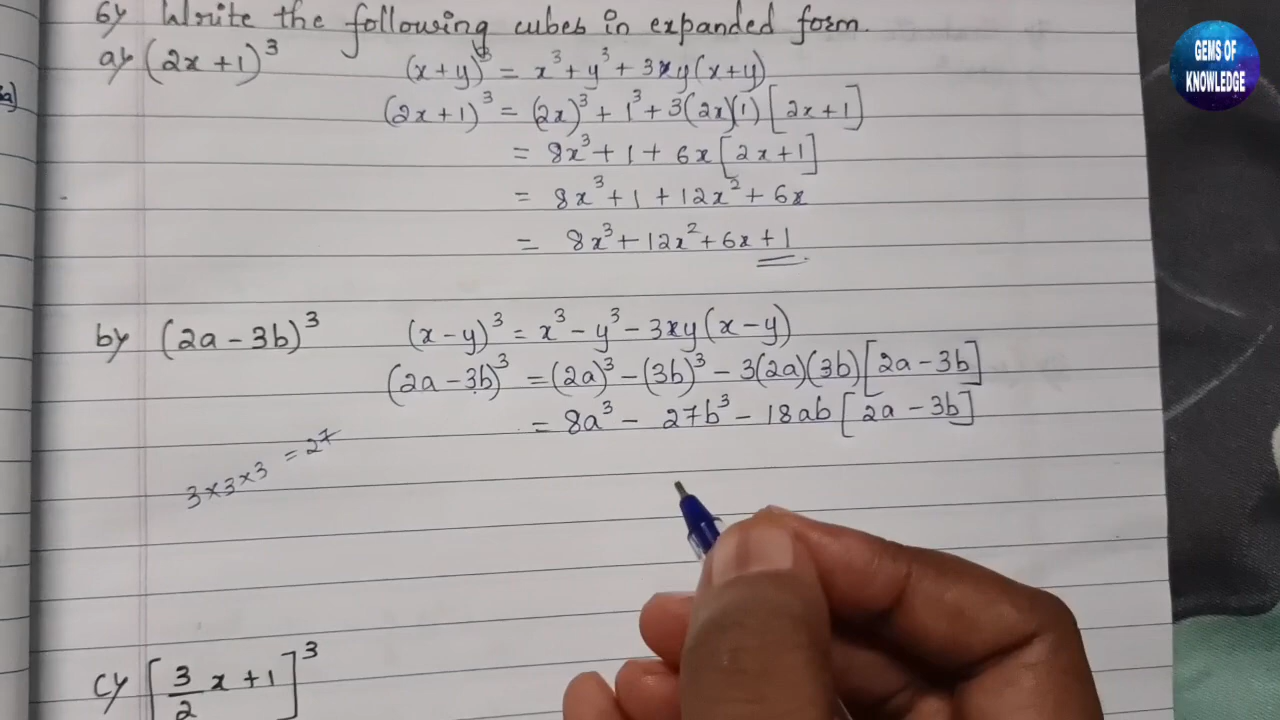 6) Write the following cubes in expanded form.
a) (2x + 1)³
(x + y)³ = x³ + y³ + 3xy(x + y)
(2x + 1)³ = (2x)³ + 1³ + 3(2x)(1) [2x + 1]
= 8x³ + 1 + 6x [2x + 1]
= 8x³ + 1 + 12x² + 6x
= 8x³ + 12x² + 6x + 1
b) (2a - 3b)³
(x - y)³ = x³ - y³ - 3xy(x - y)
(2a - 3b)³ = (2a)³ - (3b)³ - 3(2a)(3b) [2a - 3b]
= 8a³ - 27b³ - 18ab [2a - 3b]
3 x 3 x 3 = 27
c) [3/2 x + 1]³
GEMS OF
KNOWLEDGE